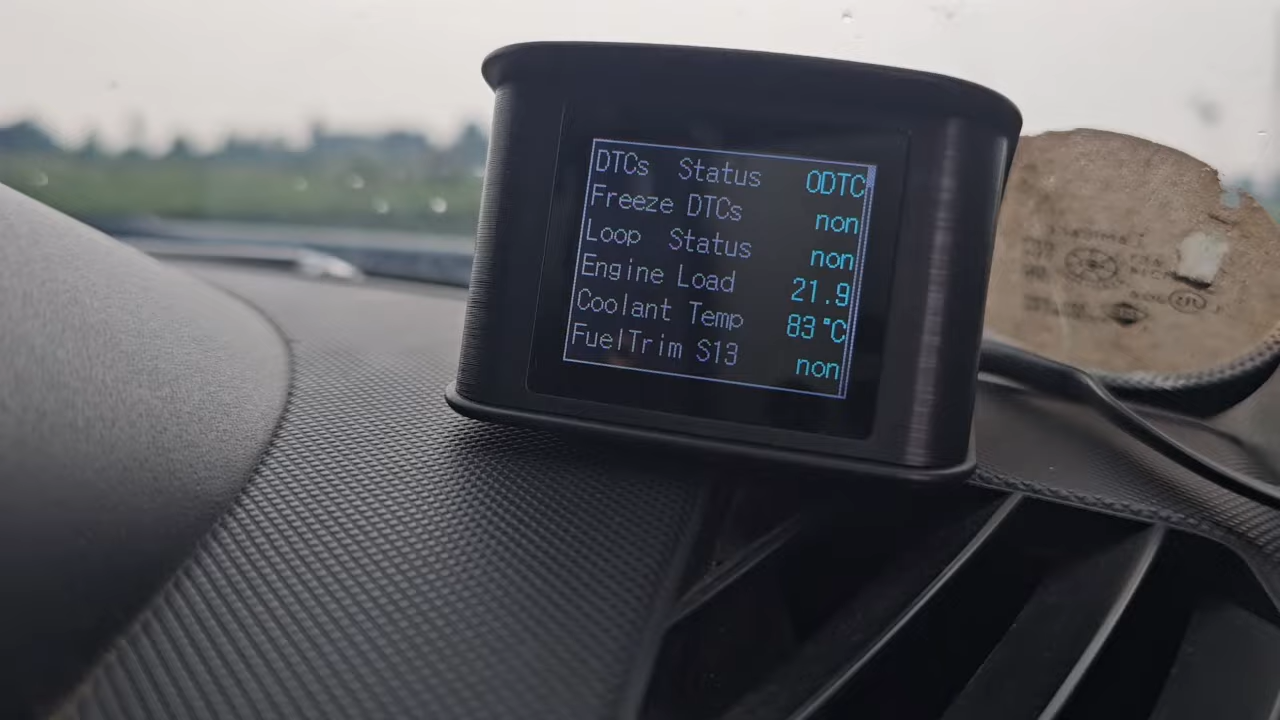 DTCs Status 0DTC
Freeze DTCs non
Loop Status non
Engine Load 21.9
Coolant Temp 83°C
FuelTrim S13 non